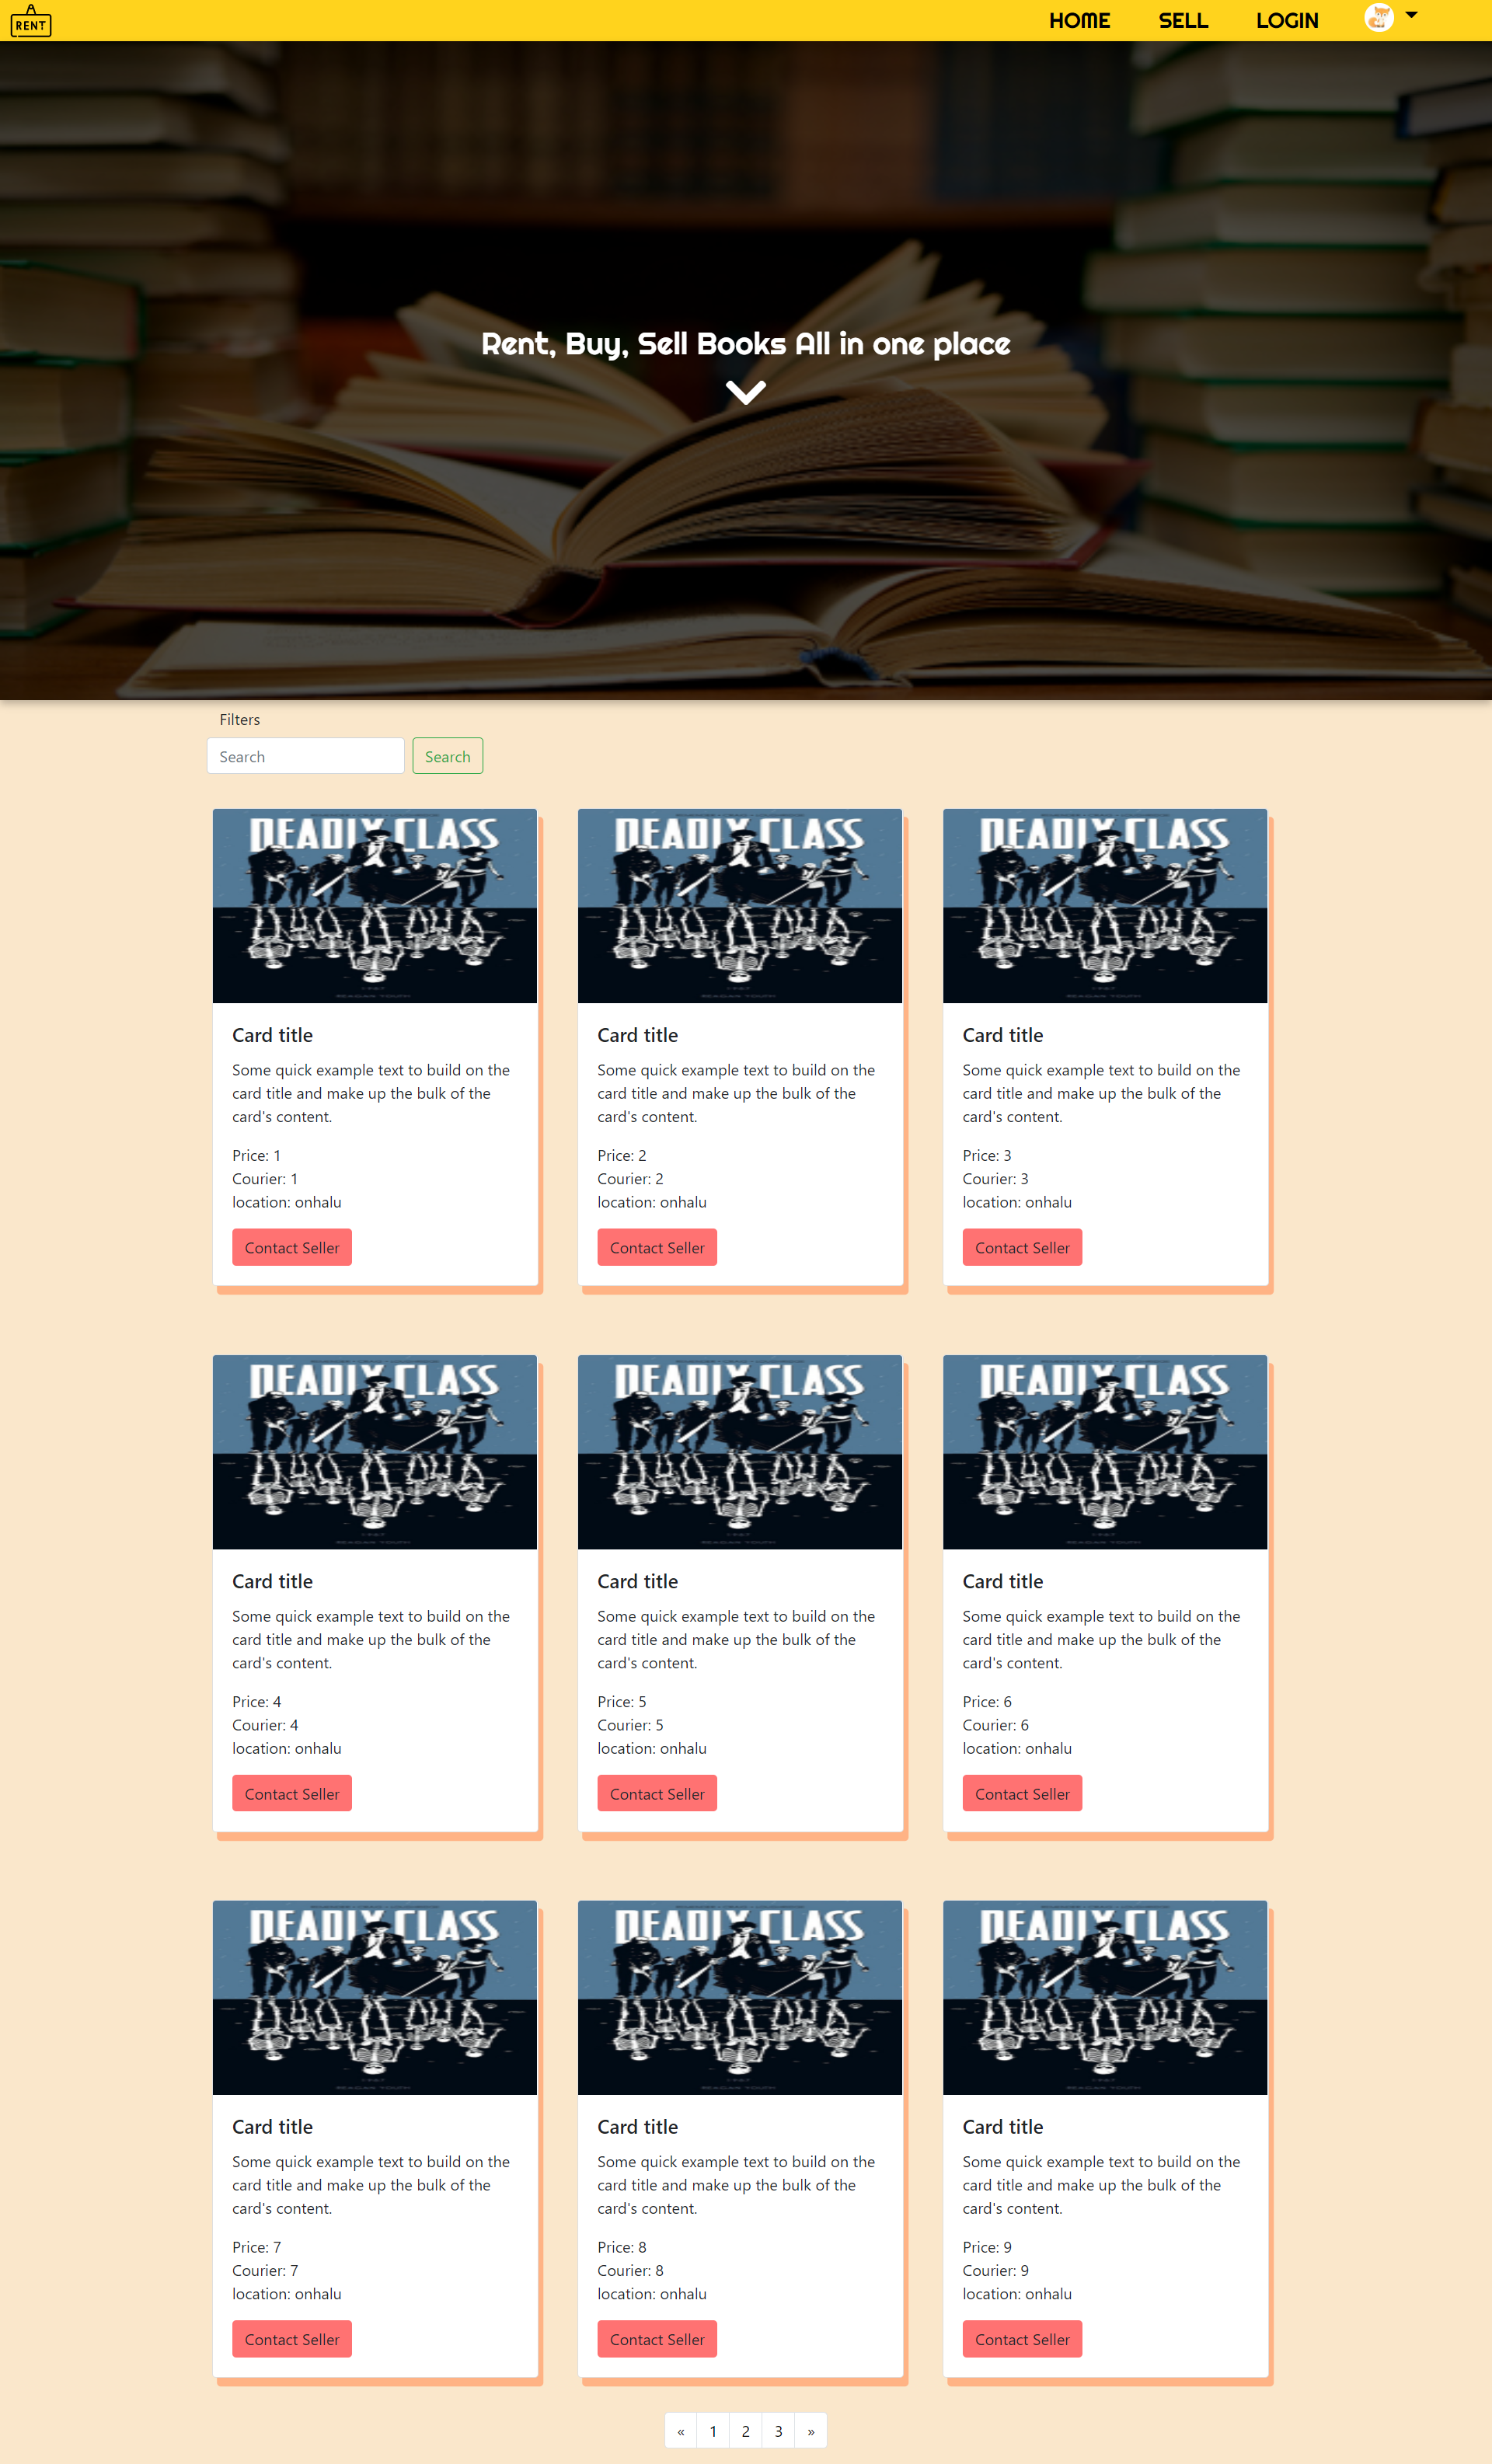 RENT
HOME
SELL
LOGIN
Rent, Buy, Sell Books All in one place
Filters
Search
Search
DEADLY CLASS
DEADLY CLASS
DEADLY CLASS
Card title
Some quick example text to build on the
card title and make up the bulk of the
card's content.
Price: 1
Courier: 1
location: onhalu
Contact Seller
Card title
Some quick example text to build on the
card title and make up the bulk of the
card's content.
Price: 2
Courier: 2
location: onhalu
Contact Seller
Card title
Some quick example text to build on the
card title and make up the bulk of the
card's content.
Price: 3
Courier: 3
location: onhalu
Contact Seller
DEADLY CLASS
DEADLY CLASS
DEADLY CLASS
Card title
Some quick example text to build on the
card title and make up the bulk of the
card's content.
Price: 4
Courier: 4
location: onhalu
Contact Seller
Card title
Some quick example text to build on the
card title and make up the bulk of the
card's content.
Price: 5
Courier: 5
location: onhalu
Contact Seller
Card title
Some quick example text to build on the
card title and make up the bulk of the
card's content.
Price: 6
Courier: 6
location: onhalu
Contact Seller
DEADLY CLASS
DEADLY CLASS
DEADLY CLASS
Card title
Some quick example text to build on the
card title and make up the bulk of the
card's content.
Price: 7
Courier: 7
location: onhalu
Contact Seller
Card title
Some quick example text to build on the
card title and make up the bulk of the
card's content.
Price: 8
Courier: 8
location: onhalu
Contact Seller
Card title
Some quick example text to build on the
card title and make up the bulk of the
card's content.
Price: 9
Courier: 9
location: onhalu
Contact Seller
« 1 2 3 »